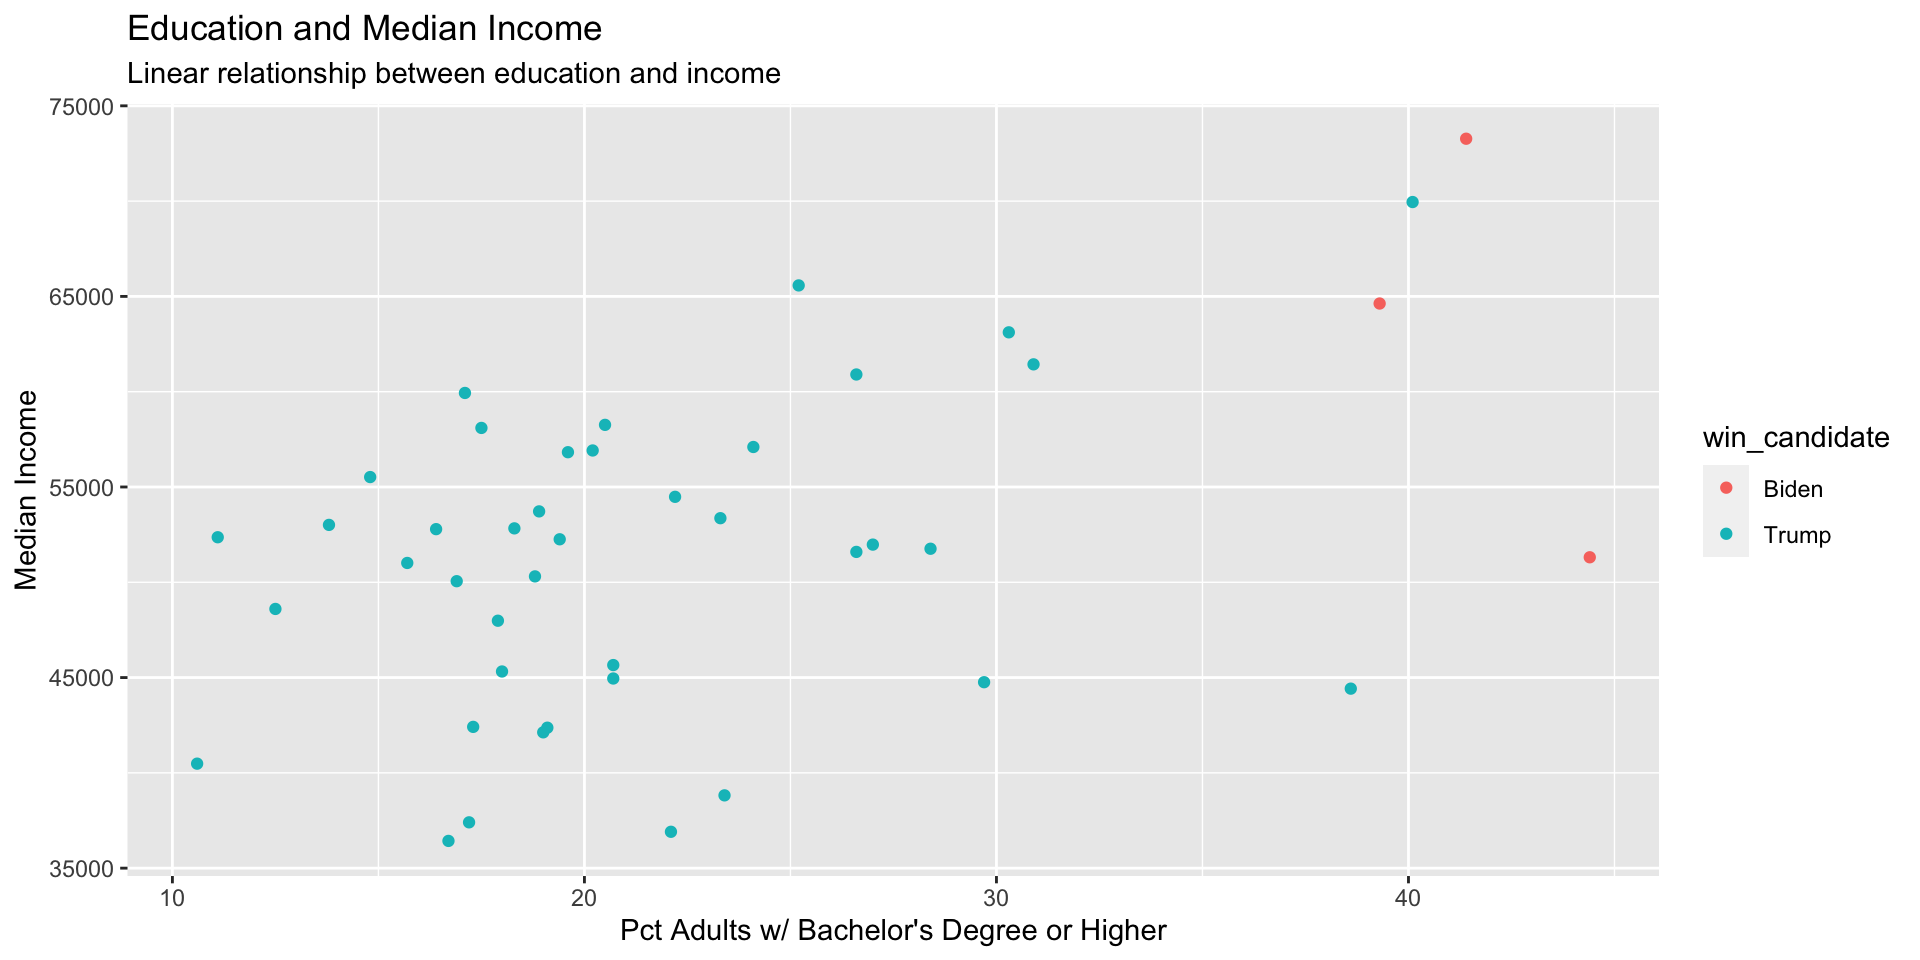 Education and Median Income
Linear relationship between education and income
75000
65000
55000
45000
35000
Median Income
10
20
30
40
Pct Adults w/ Bachelor's Degree or Higher
win_candidate
Biden
Trump